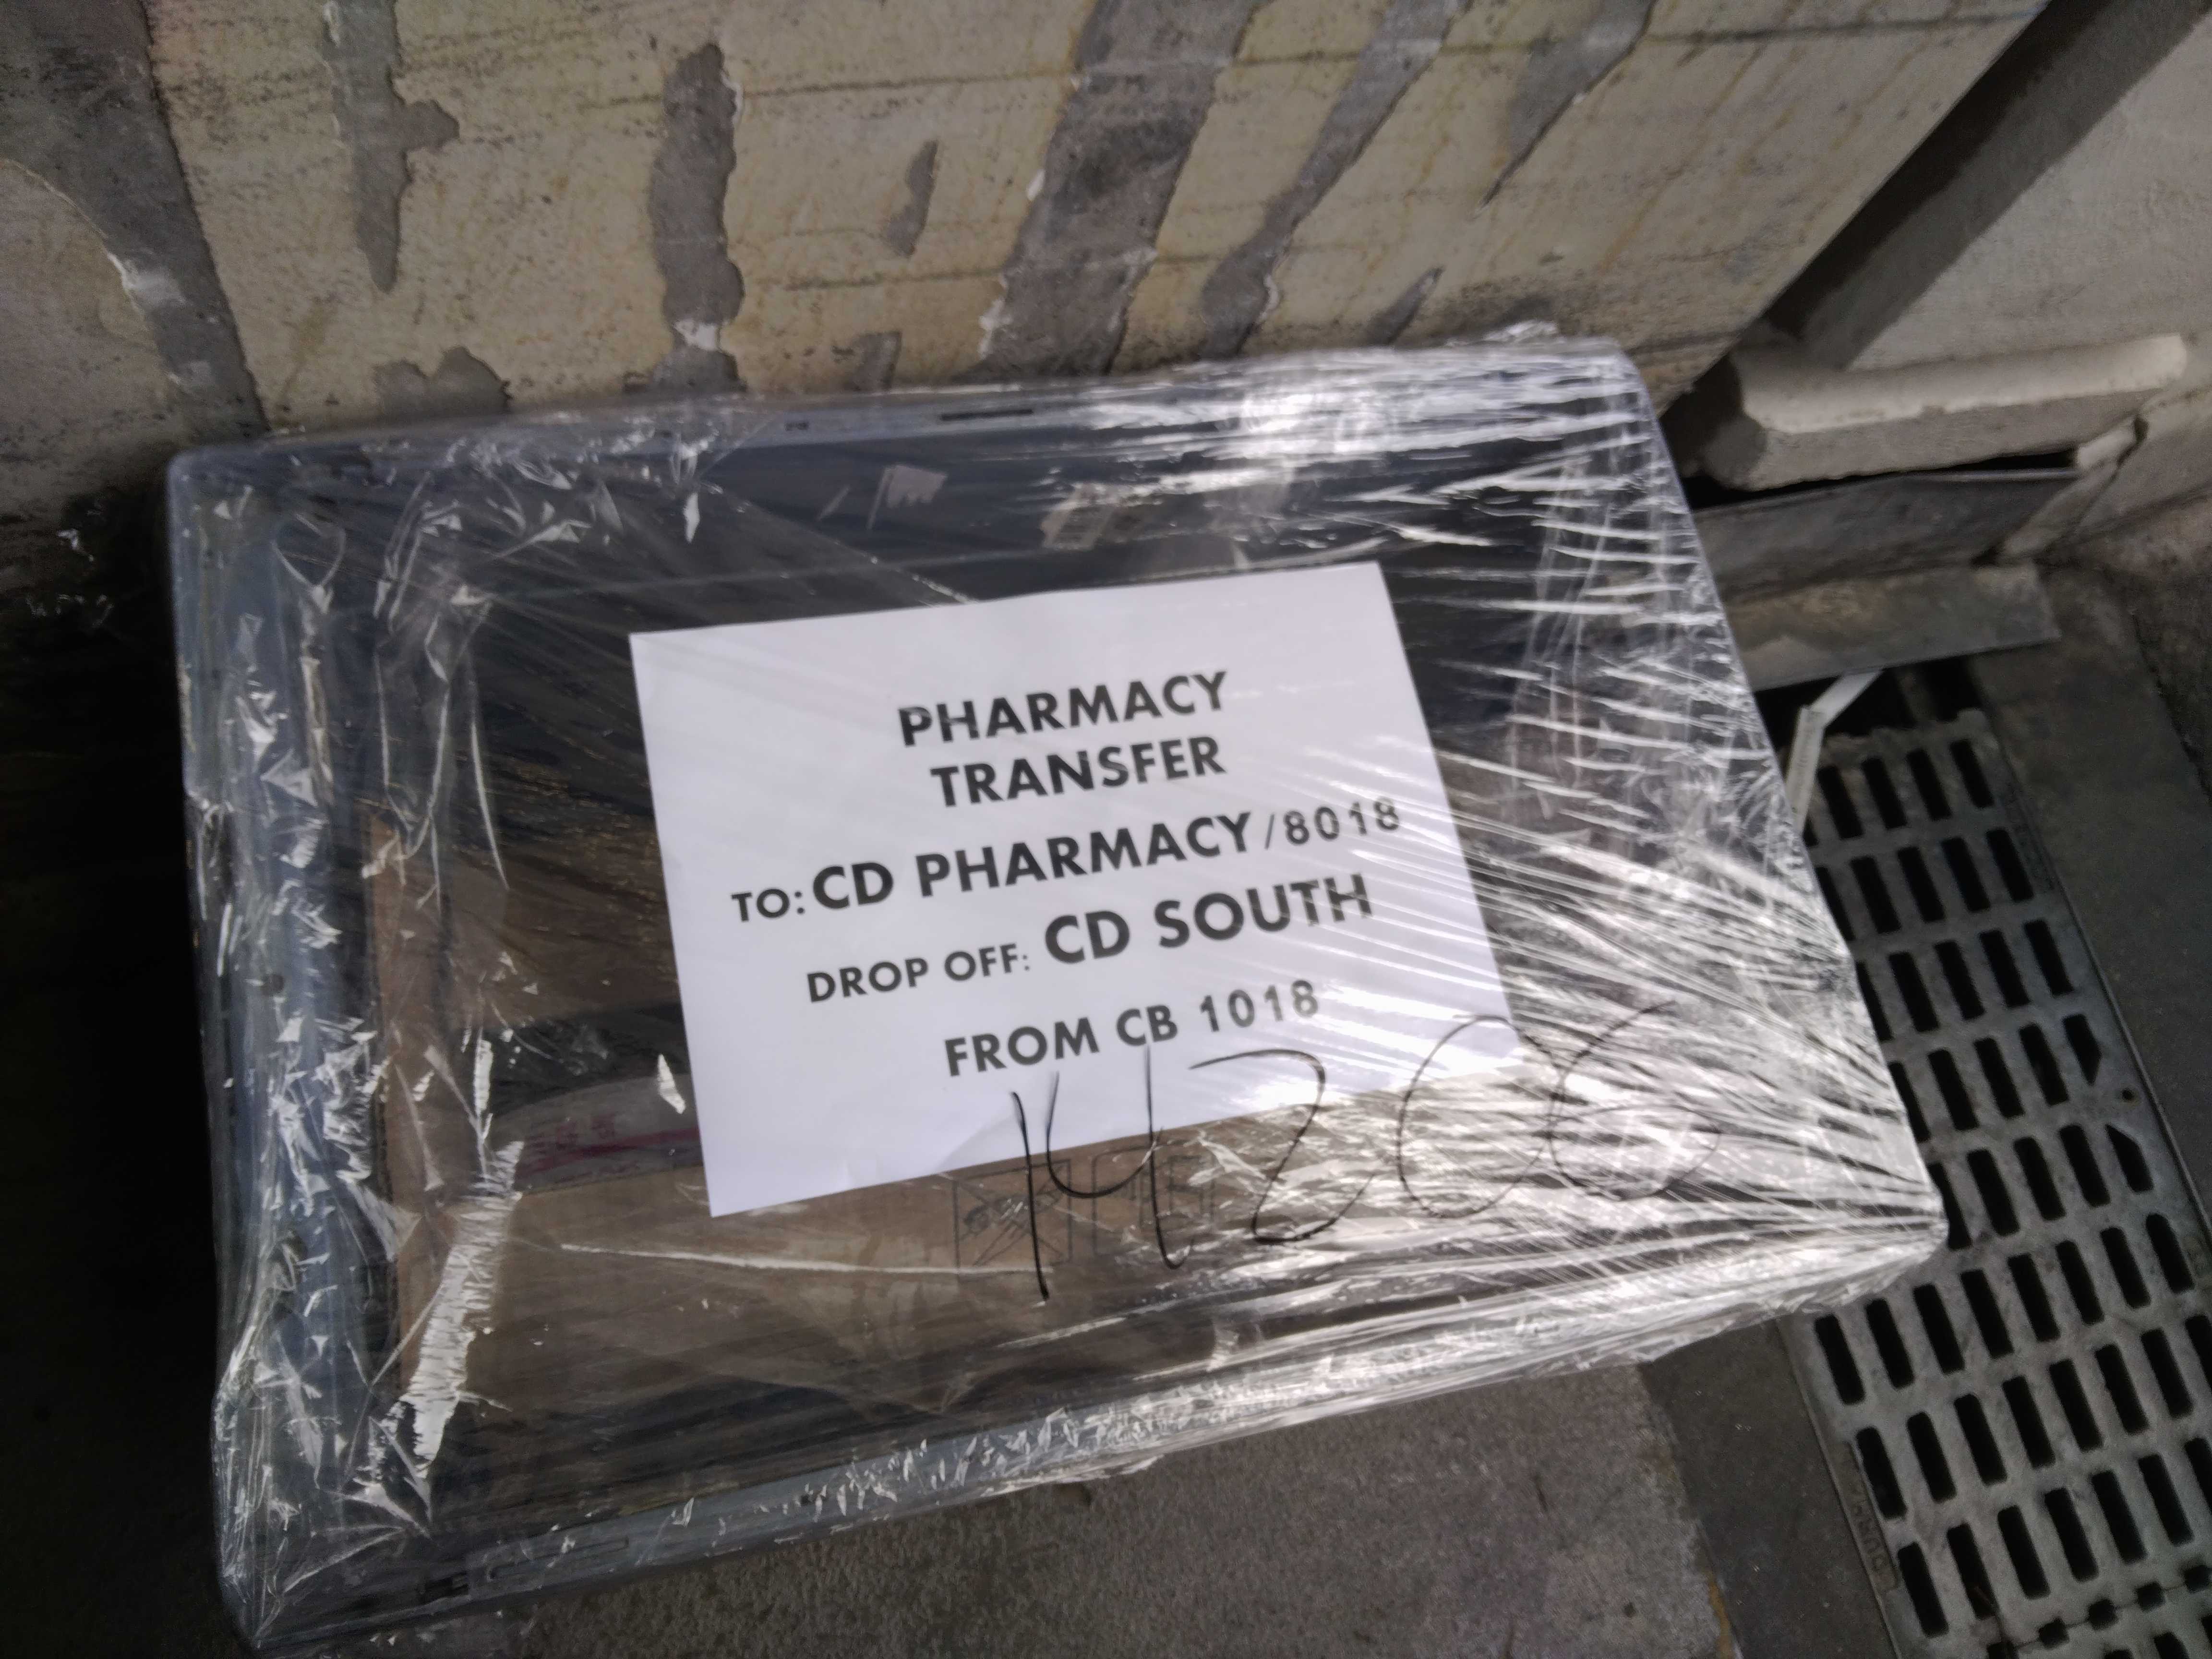 PHARMACY
TRANSFER
TO: CD PHARMACY/8018
DROP OFF: CD SOUTH
FROM CB 1018
14206